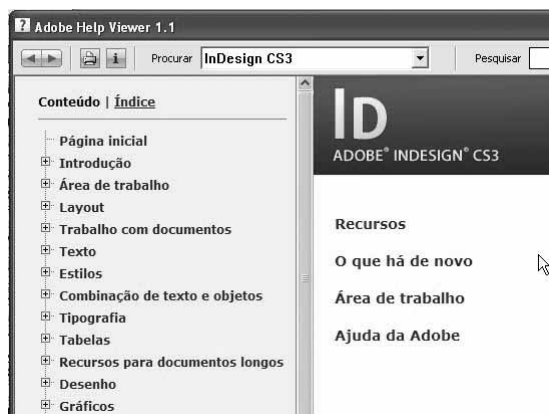 Adobe Help Viewer 1.1
Procurar InDesign CS3 Pesquisar
Conteúdo | Índice
Página inicial
Introdução
Área de trabalho
Layout
Trabalho com documentos
Texto
Estilos
Combinação de texto e objetos
Tipografia
Tabelas
Recursos para documentos longos
Desenho
Gráficos
ID
ADOBE® INDESIGN® CS3
Recursos
O que há de novo
Área de trabalho
Ajuda da Adobe